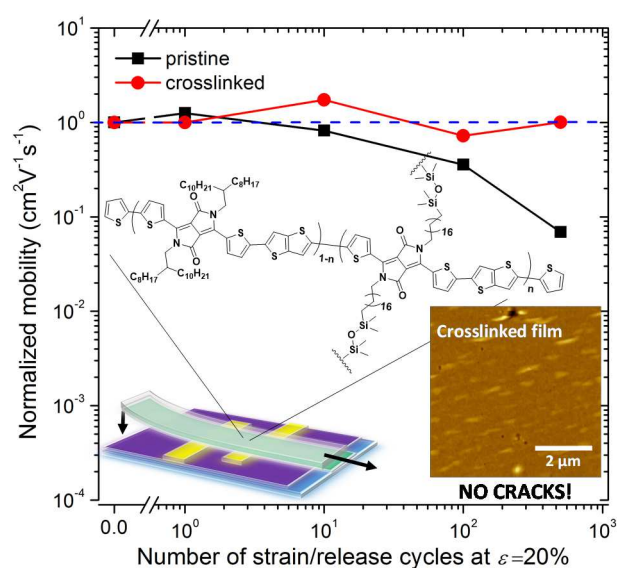 10¹
10⁰
10⁻¹
10⁻²
10⁻³
10⁻⁴
Normalized mobility (cm²V⁻¹s⁻¹)
pristine
crosslinked
C₁₀H₂₁
C₈H₁₇
S
S
O
N
S
S
S
N
O
C₈H₁₇
C₁₀H₂₁
1-n
Si
O
Si
16
S
O
N
S
S
S
S
N
O
n
16
Si
O
Si
Crosslinked film
2 µm
NO CRACKS!
0.0
10⁰
10¹
10²
10³
Number of strain/release cycles at ε=20%